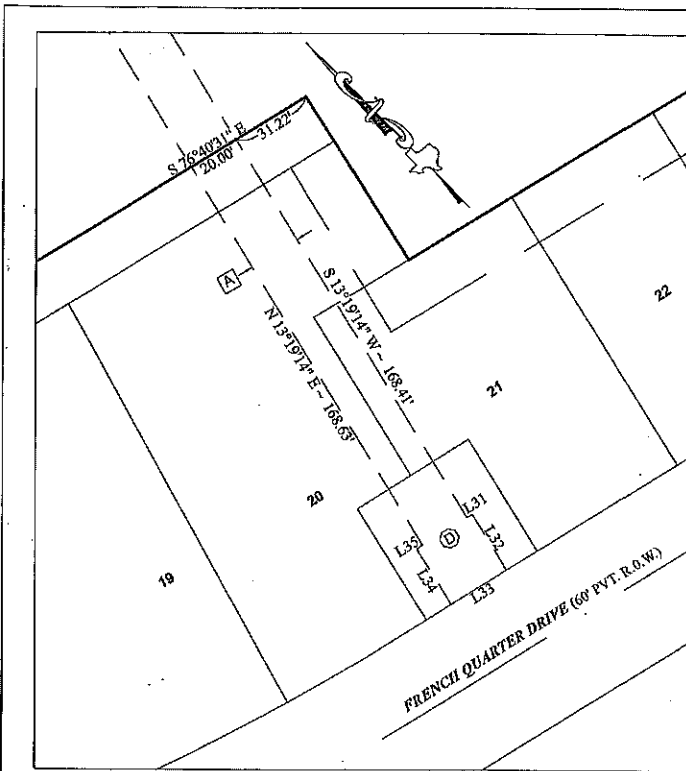 S 76°40'31" E
20.00'
31.22'
A
N 13°19'14" E ~ 168.63'
S 13°19'14" W ~ 168.41'
22
21
20
19
L31
L32
D
L35
L34
L33
FRENCH QUARTER DRIVE (60' PVT. R.O.W.)